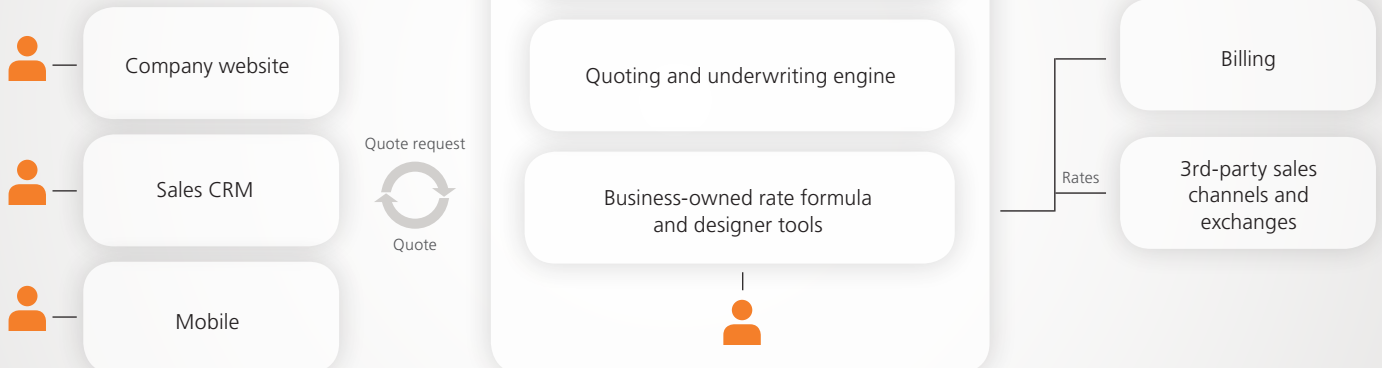 Company website
Sales CRM
Mobile
Quote request
Quote
Quoting and underwriting engine
Business-owned rate formula
and designer tools
Rates
Billing
3rd-party sales
channels and
exchanges